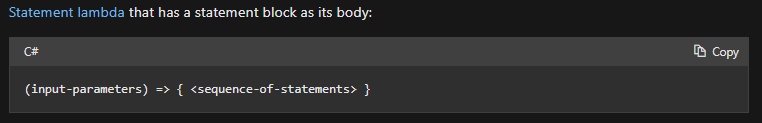 Statement lambda that has a statement block as its body:
C# Copy
(input-parameters) => { <sequence-of-statements> }